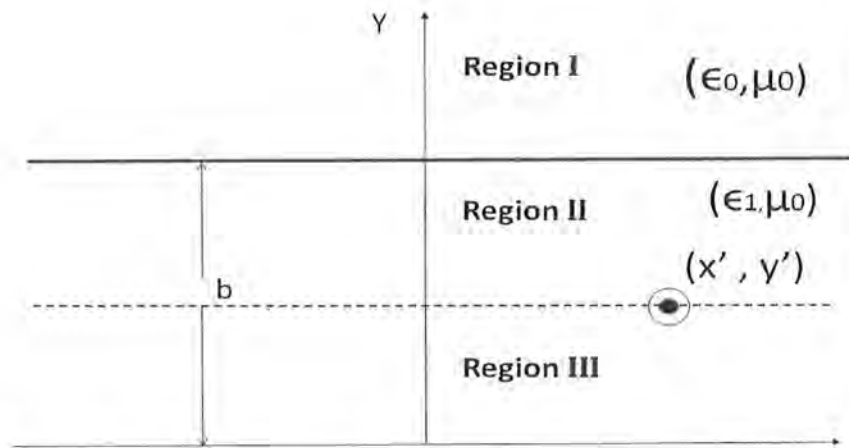 Y
Region I
(ϵ0,μ0)
Region II
(ϵ1,μ0)
(x' , y')
b
Region III